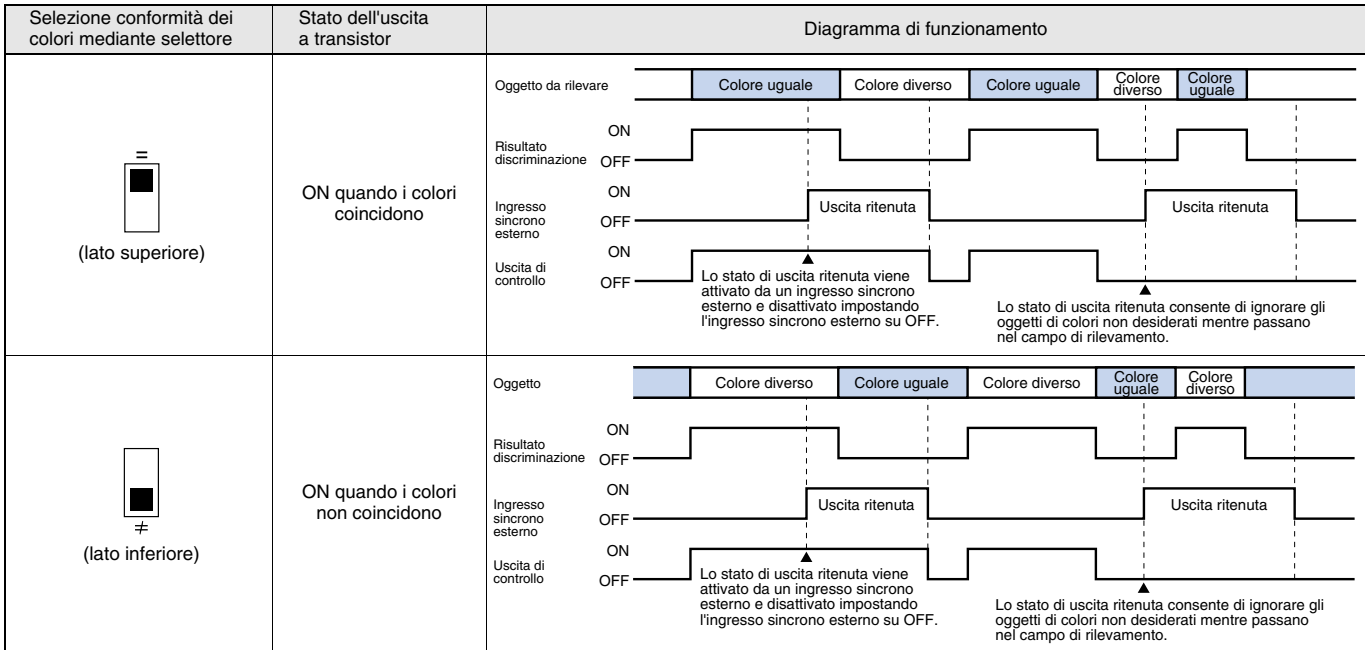 Selezione conformità dei
colori mediante selettore
Stato dell'uscita
a transistor
Diagramma di funzionamento
=
(lato superiore)
ON quando i colori
coincidono
Oggetto da rilevare
Colore uguale
Colore diverso
Colore uguale
Colore
diverso
Colore
uguale
Risultato
discriminazione
ON
OFF
Ingresso
sincrono
esterno
ON
OFF
Uscita ritenuta
Uscita ritenuta
Uscita di
controllo
ON
OFF
Lo stato di uscita ritenuta viene
attivato da un ingresso sincrono
esterno e disattivato impostando
l'ingresso sincrono esterno su OFF.
Lo stato di uscita ritenuta consente di ignorare gli
oggetti di colori non desiderati mentre passano
nel campo di rilevamento.
≠
(lato inferiore)
ON quando i colori
non coincidono
Oggetto
Colore diverso
Colore uguale
Colore diverso
Colore
uguale
Colore
diverso
Risultato
discriminazione
ON
OFF
Ingresso
sincrono
esterno
ON
OFF
Uscita ritenuta
Uscita ritenuta
Uscita di
controllo
ON
OFF
Lo stato di uscita ritenuta viene
attivato da un ingresso sincrono
esterno e disattivato impostando
l'ingresso sincrono esterno su OFF.
Lo stato di uscita ritenuta consente di ignorare gli
oggetti di colori non desiderati mentre passano
nel campo di rilevamento.